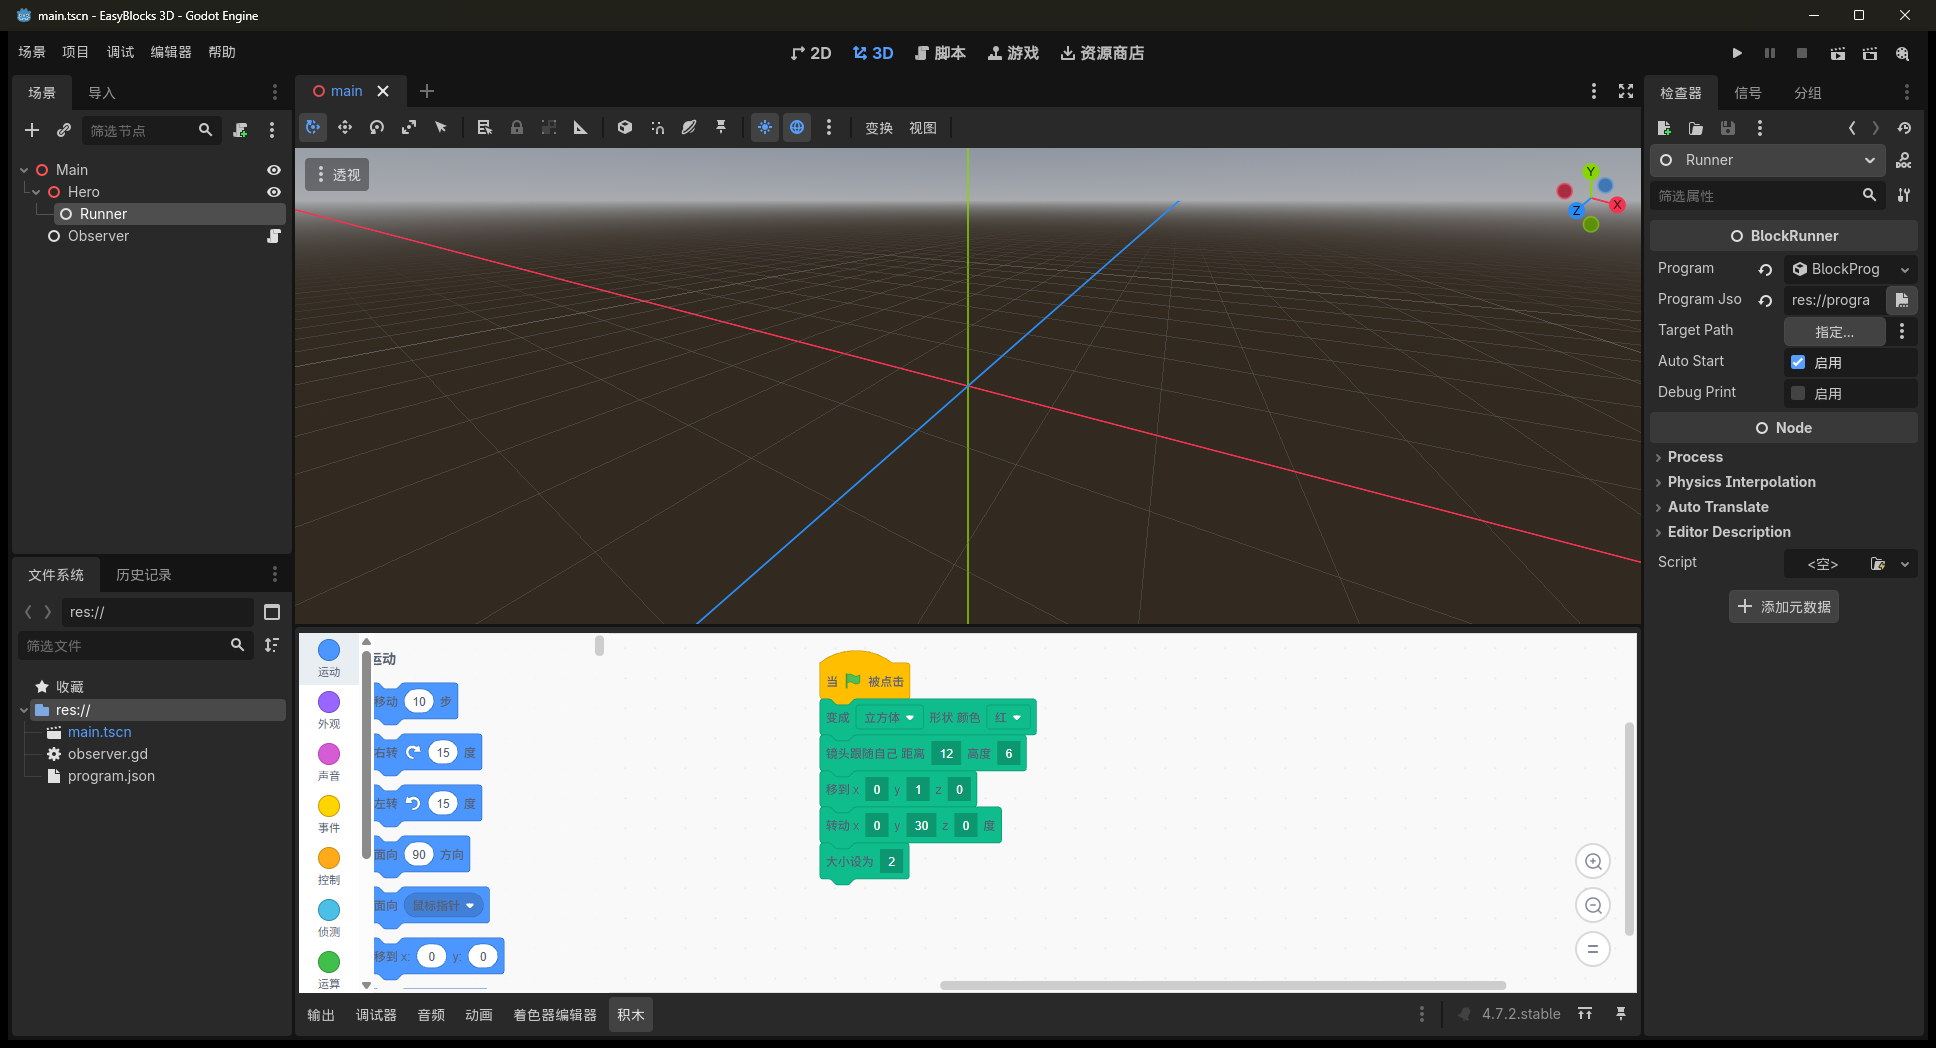 main.tscn - EasyBlocks 3D - Godot Engine
场景 项目 调试 编辑器 帮助
2D 3D 脚本 游戏 资源商店
场景 导入
筛选节点
Main
Hero
Runner
Observer
文件系统 历史记录
res://
筛选文件
收藏
res://
main.tscn
observer.gd
program.json
main
变换 视图
透视
Y
X
Z
运动
外观
声音
事件
控制
侦测
运算
运动
移动 10 步
右转 15 度
左转 15 度
面向 90 方向
面向 鼠标指针
移到 x: 0 y: 0
当 被点击
变成 立方体 形状 颜色 红
镜头跟随自己 距离 12 高度 6
移到 x 0 y 1 z 0
转动 x 0 y 30 z 0 度
大小设为 2
输出 调试器 音频 动画 着色器编辑器 积木
4.7.2.stable
检查器 信号 分组
Runner
筛选属性
BlockRunner
Program BlockProg
Program Jso res://progra
Target Path 指定...
Auto Start 启用
Debug Print 启用
Node
Process
Physics Interpolation
Auto Translate
Editor Description
Script <空>
添加元数据